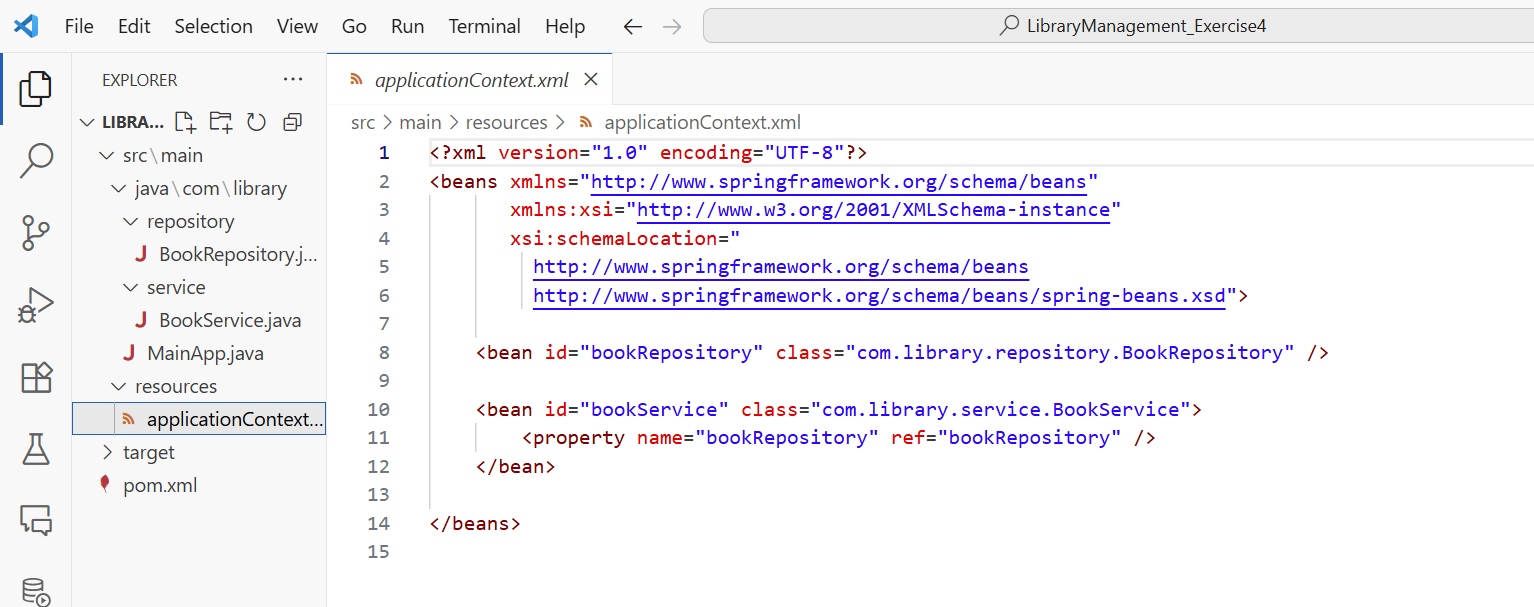 File Edit Selection View Go Run Terminal Help LibraryManagement_Exercise4
EXPLORER ...
LIBRA...
src\main
java\com\library
repository
BookRepository.j...
service
BookService.java
MainApp.java
resources
applicationContext...
target
pom.xml
applicationContext.xml
src > main > resources > applicationContext.xml
1 <?xml version="1.0" encoding="UTF-8"?>
2 <beans xmlns="http://www.springframework.org/schema/beans"
3 xmlns:xsi="http://www.w3.org/2001/XMLSchema-instance"
4 xsi:schemaLocation="
5 http://www.springframework.org/schema/beans
6 http://www.springframework.org/schema/beans/spring-beans.xsd">
7
8 <bean id="bookRepository" class="com.library.repository.BookRepository" />
9
10 <bean id="bookService" class="com.library.service.BookService">
11 <property name="bookRepository" ref="bookRepository" />
12 </bean>
13
14 </beans>
15